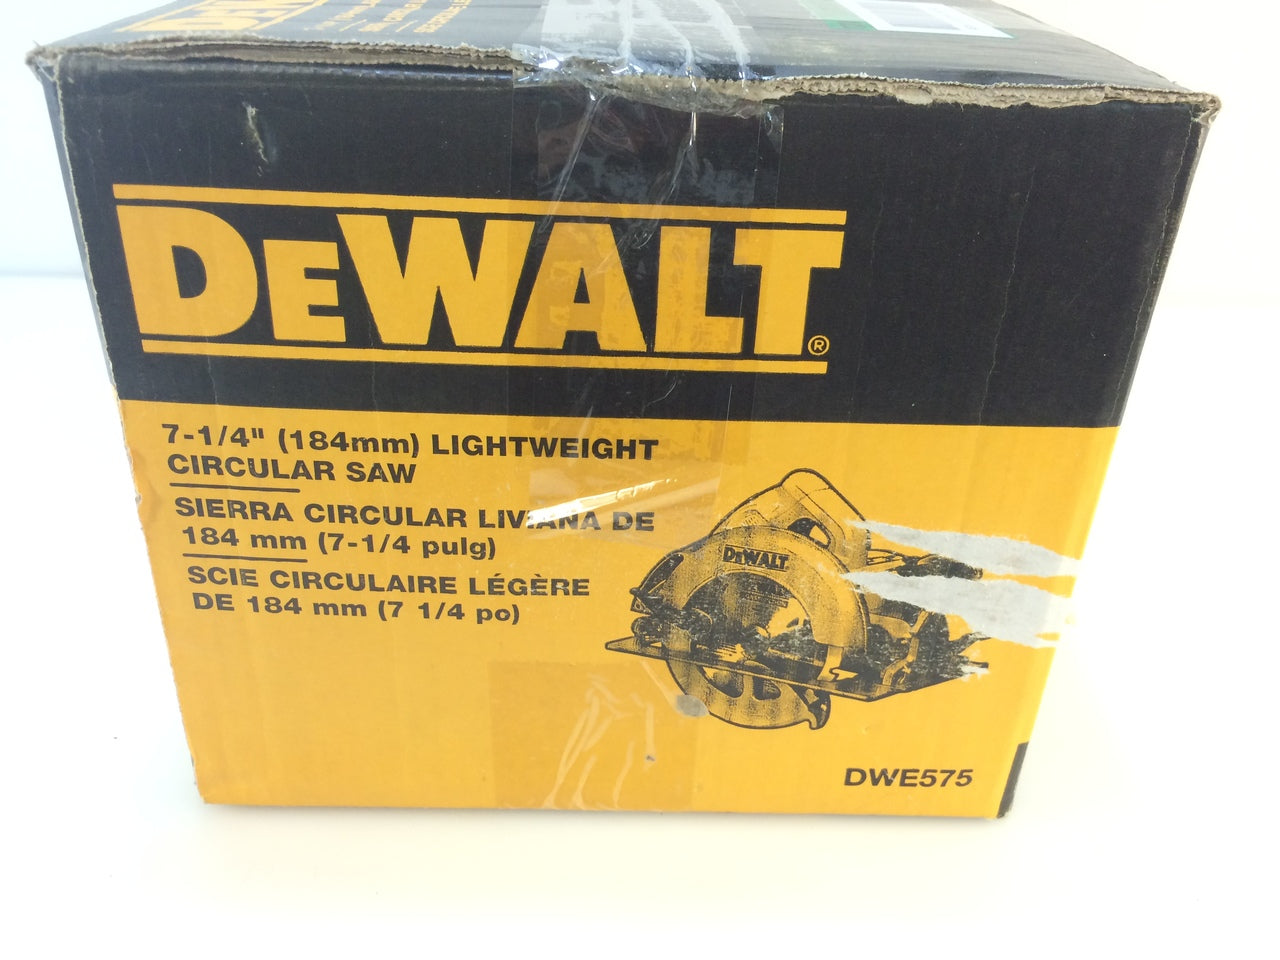 DEWALT®
7-1/4" (184mm) LIGHTWEIGHT
CIRCULAR SAW
SIERRA CIRCULAR LIVIANA DE
184 mm (7-1/4 pulg)
SCIE CIRCULAIRE LÉGÈRE
DE 184 mm (7 1/4 po)
DEWALT
DWE575